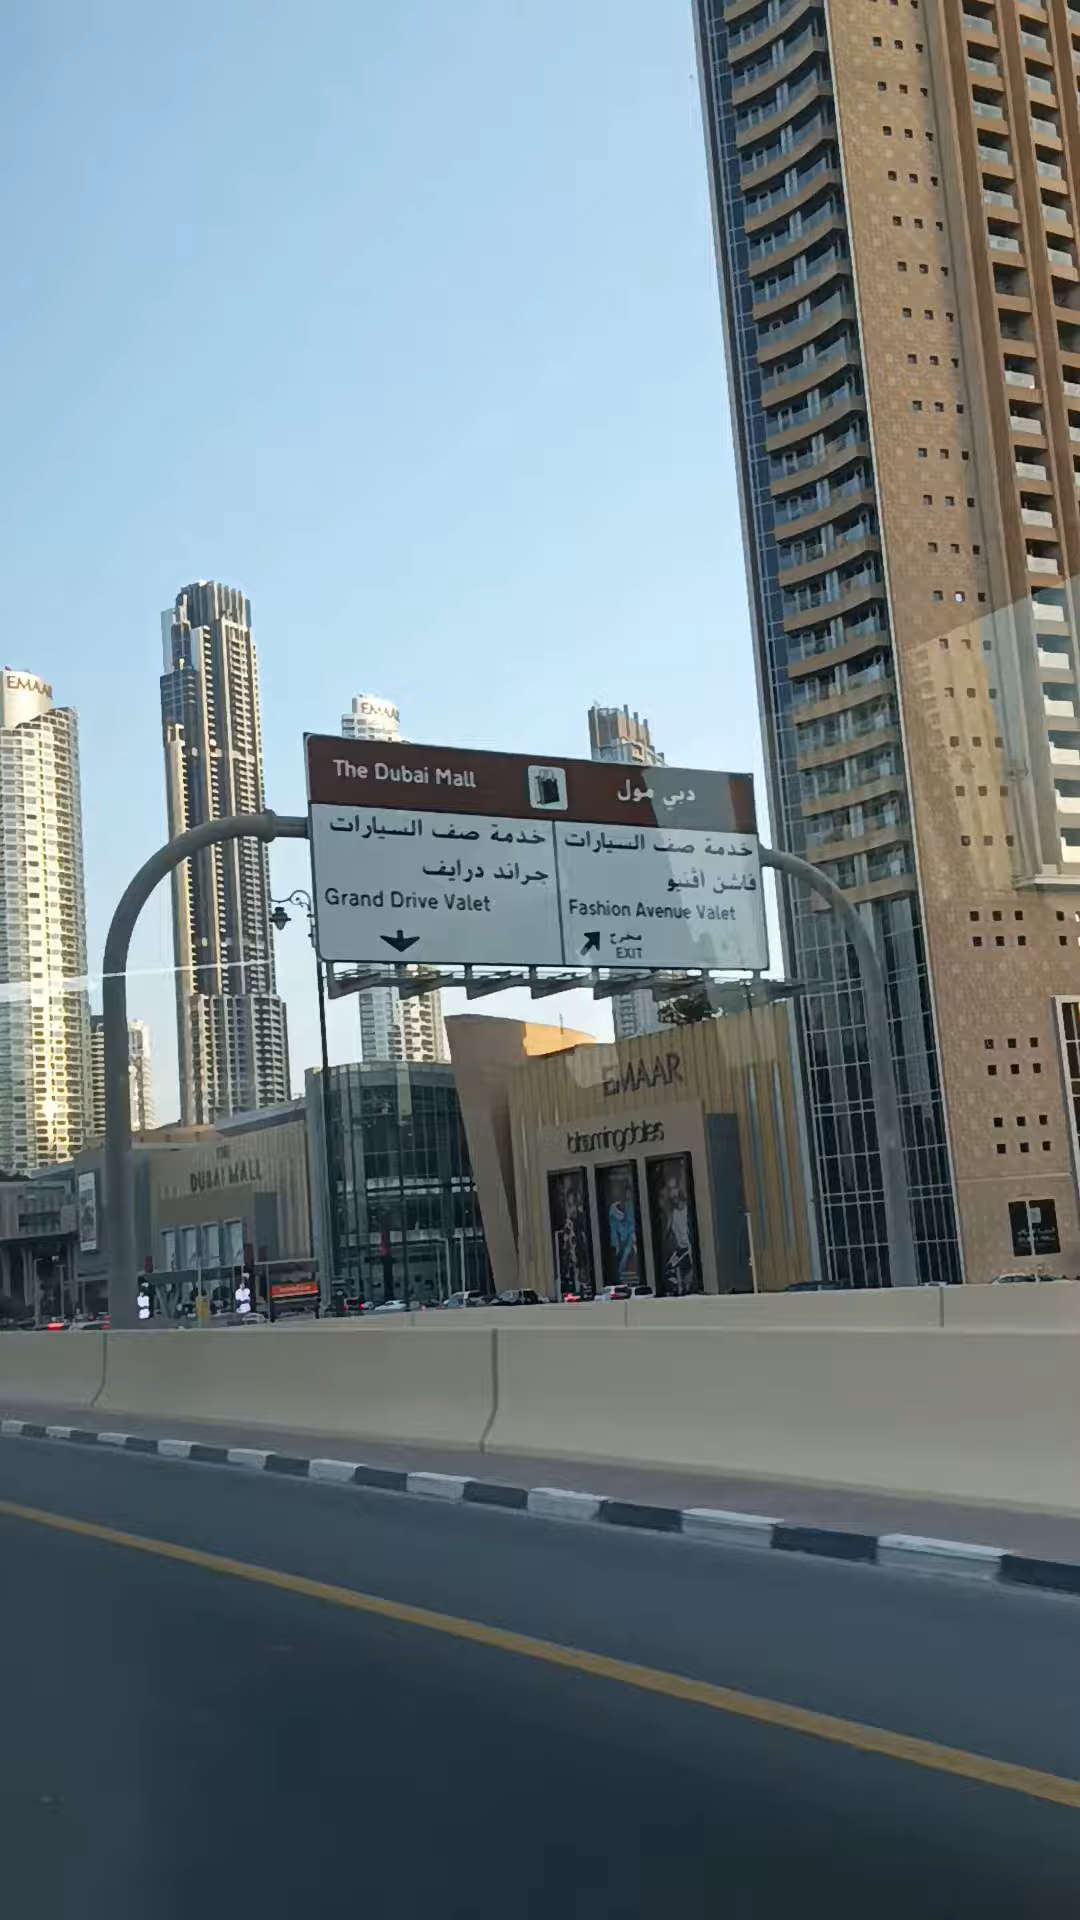 EMAAR
EMAAR
The Dubai Mall
دبي مول
خدمة صف السيارات
جراند درايف
Grand Drive Valet
خدمة صف السيارات
فاشن أڤنيو
Fashion Avenue Valet
مخرج
EXIT
EMAAR
bloomingdales
THE
DUBAI MALL